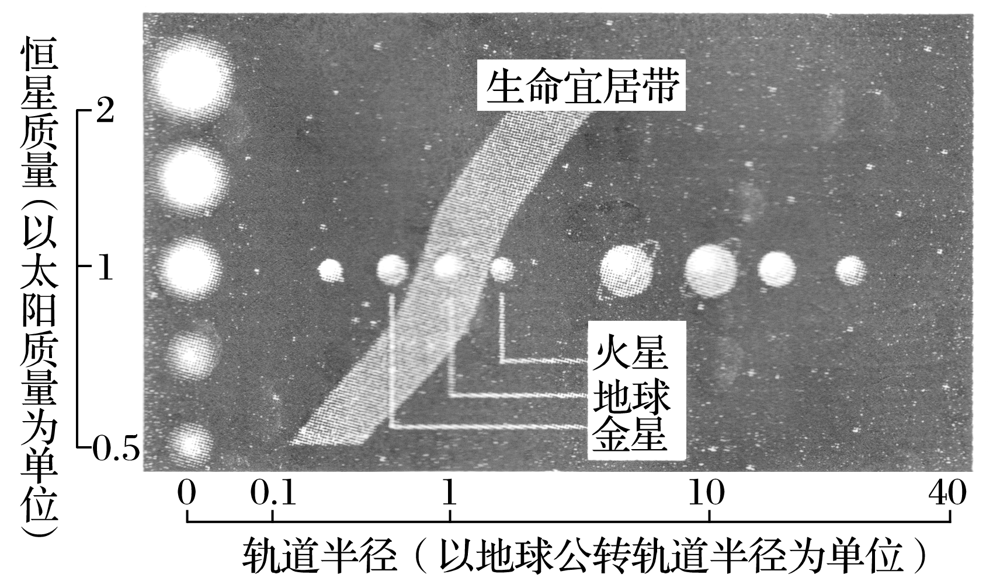 恒星质量（以太阳质量为单位）
2
1
0.5
生命宜居带
火星
地球
金星
0 0.1 1 10 40
轨道半径（以地球公转轨道半径为单位）